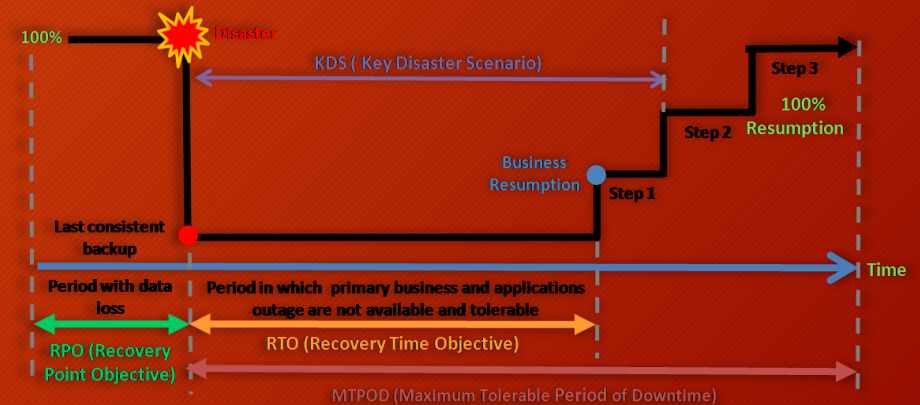 100%
Disaster
KDS ( Key Disaster Scenario)
Step 3
100%
Resumption
Step 2
Business
Resumption
Step 1
Last consistent
backup
Time
Period with data
loss
Period in which primary business and applications
outage are not available and tolerable
RPO (Recovery
Point Objective)
RTO (Recovery Time Objective)
MTPOD (Maximum Tolerable Period of Downtime)